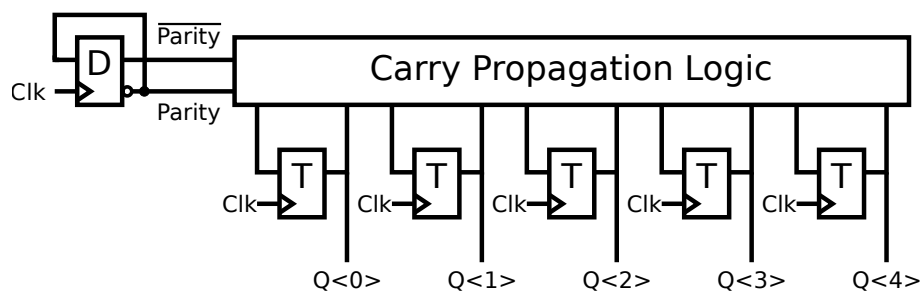 Parity
D
Carry Propagation Logic
Clk
Parity
T
T
T
T
T
Clk
Clk
Clk
Clk
Clk
Q<0>
Q<1>
Q<2>
Q<3>
Q<4>